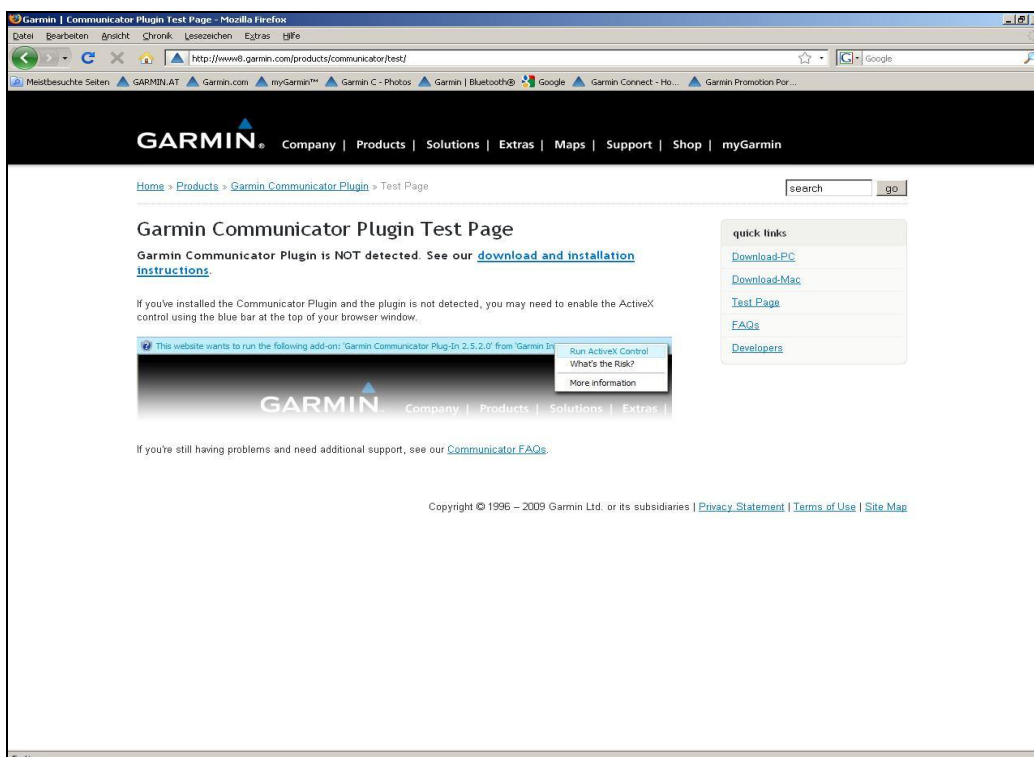 Garmin | Communicator Plugin Test Page - Mozilla Firefox
Datei Bearbeiten Ansicht Chronik Lesezeichen Extras Hilfe
http://www8.garmin.com/products/communicator/test/ Google
Meistbesuchte Seiten GARMIN.AT Garmin.com myGarmin™ Garmin C - Photos Garmin | Bluetooth® Google Garmin Connect - Ho... Garmin Promotion Por...
GARMIN® Company | Products | Solutions | Extras | Maps | Support | Shop | myGarmin
Home » Products » Garmin Communicator Plugin » Test Page search go
Garmin Communicator Plugin Test Page
Garmin Communicator Plugin is NOT detected. See our download and installation
instructions.
If you've installed the Communicator Plugin and the plugin is not detected, you may need to enable the ActiveX
control using the blue bar at the top of your browser window.
This website wants to run the following add-on: 'Garmin Communicator Plug-In 2.5.2.0' from 'Garmin In
Run ActiveX Control
What's the Risk?
More information
GARMIN Company | Products | Solutions | Extras |
If you're still having problems and need additional support, see our Communicator FAQs.
quick links
Download-PC
Download-Mac
Test Page
FAQs
Developers
Copyright © 1996 – 2009 Garmin Ltd. or its subsidiaries | Privacy Statement | Terms of Use | Site Map